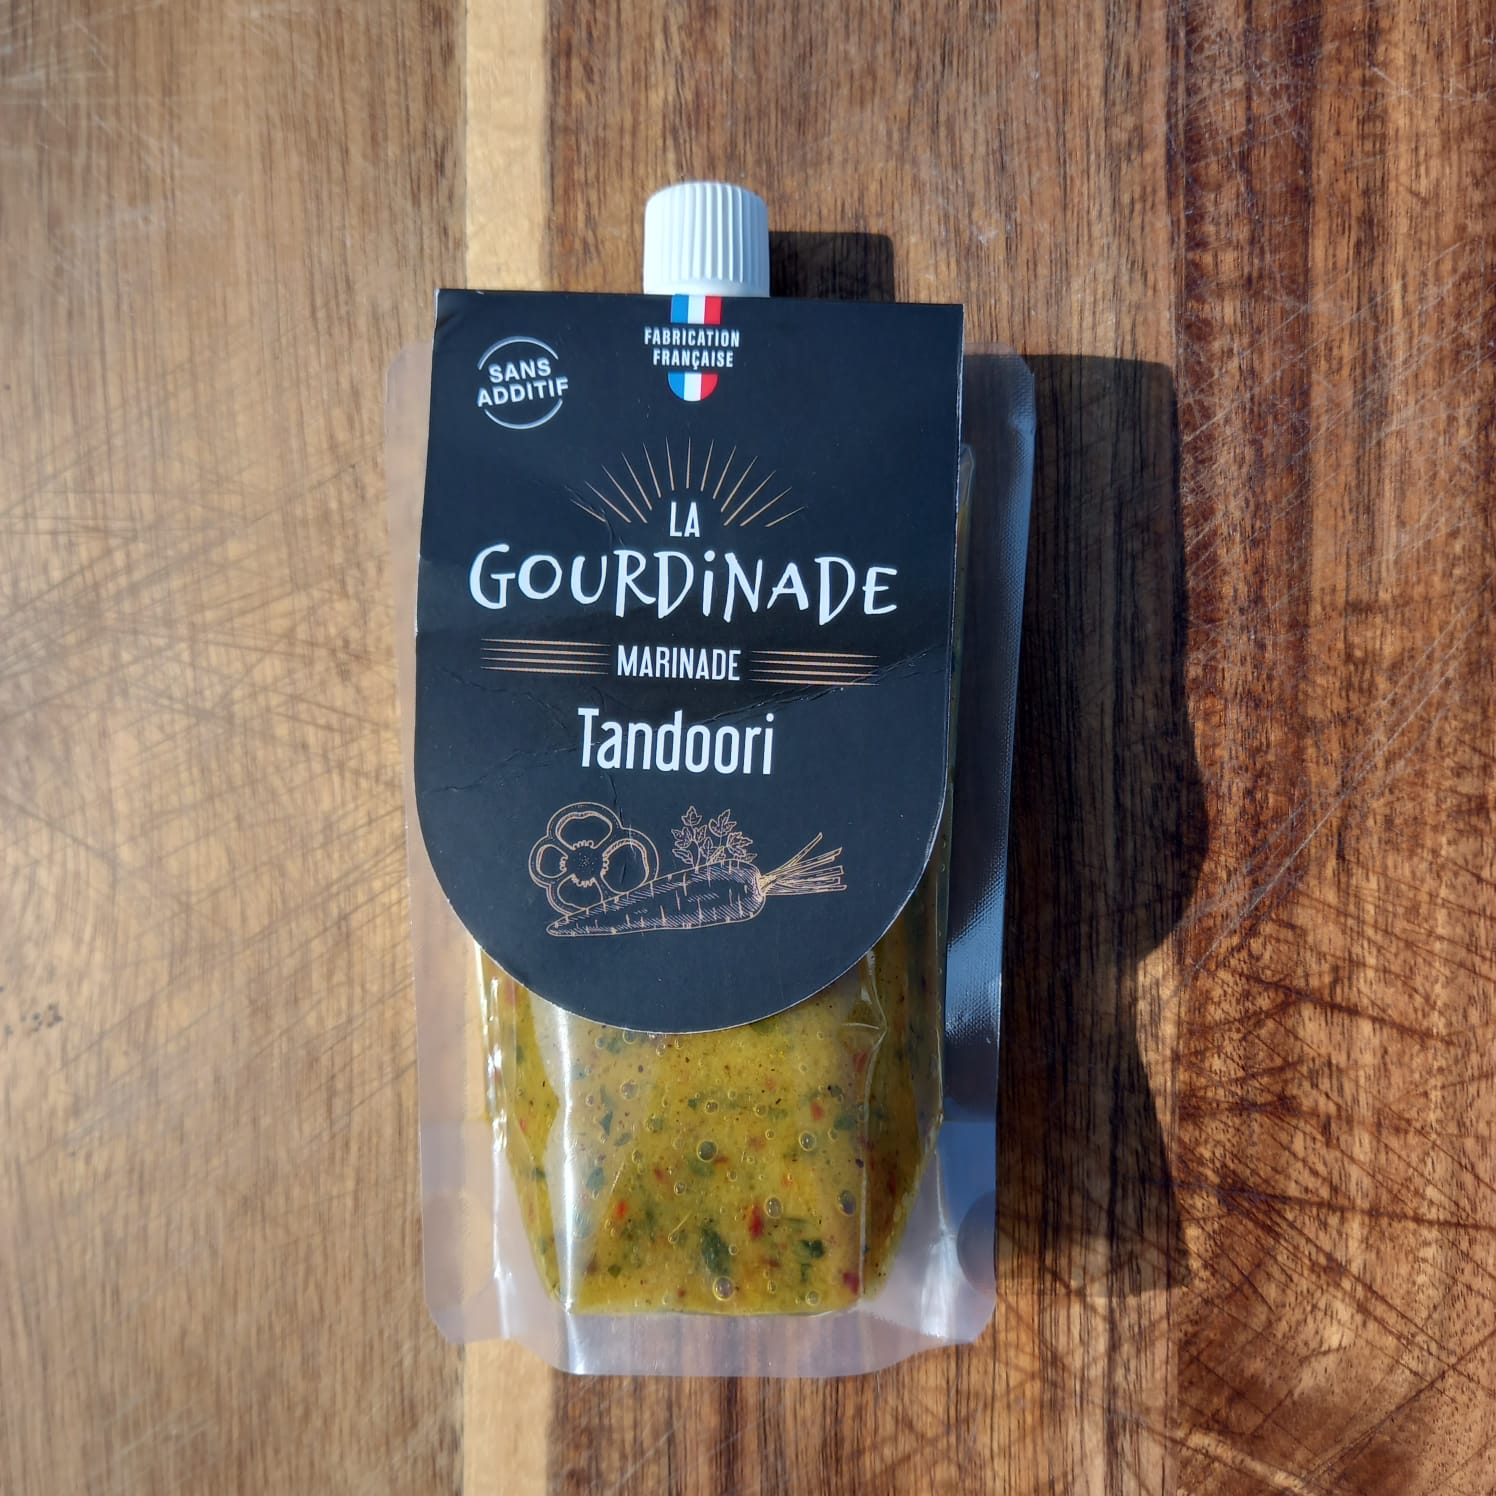 SANS
ADDITIF
FABRICATION
FRANÇAISE
LA
GOURDiNADE
MARINADE
Tandoori